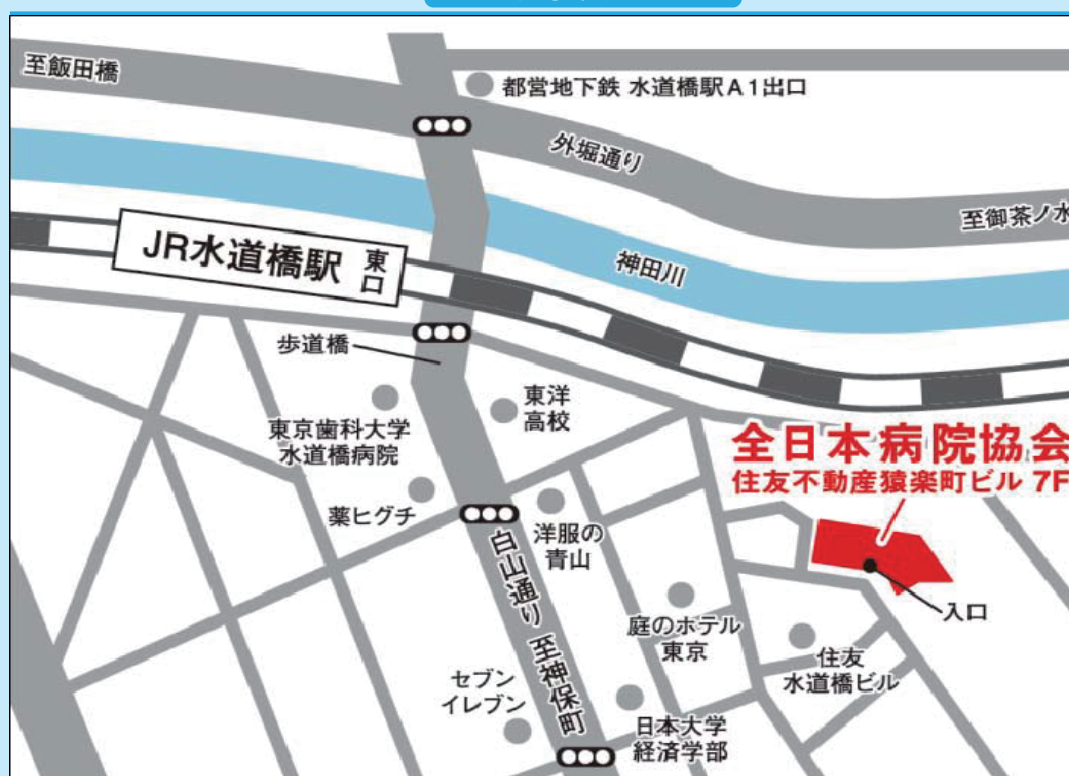 至飯田橋
都営地下鉄 水道橋駅A1出口
外堀通り
至御茶ノ水
JR水道橋駅 東口
神田川
歩道橋
東洋
高校
東京歯科大学
水道橋病院
全日本病院協会
住友不動産猿楽町ビル 7F
薬ヒグチ
洋服の
青山
白山通り 至神保町
入口
庭のホテル
東京
住友
水道橋ビル
セブン
イレブン
日本大学
経済学部